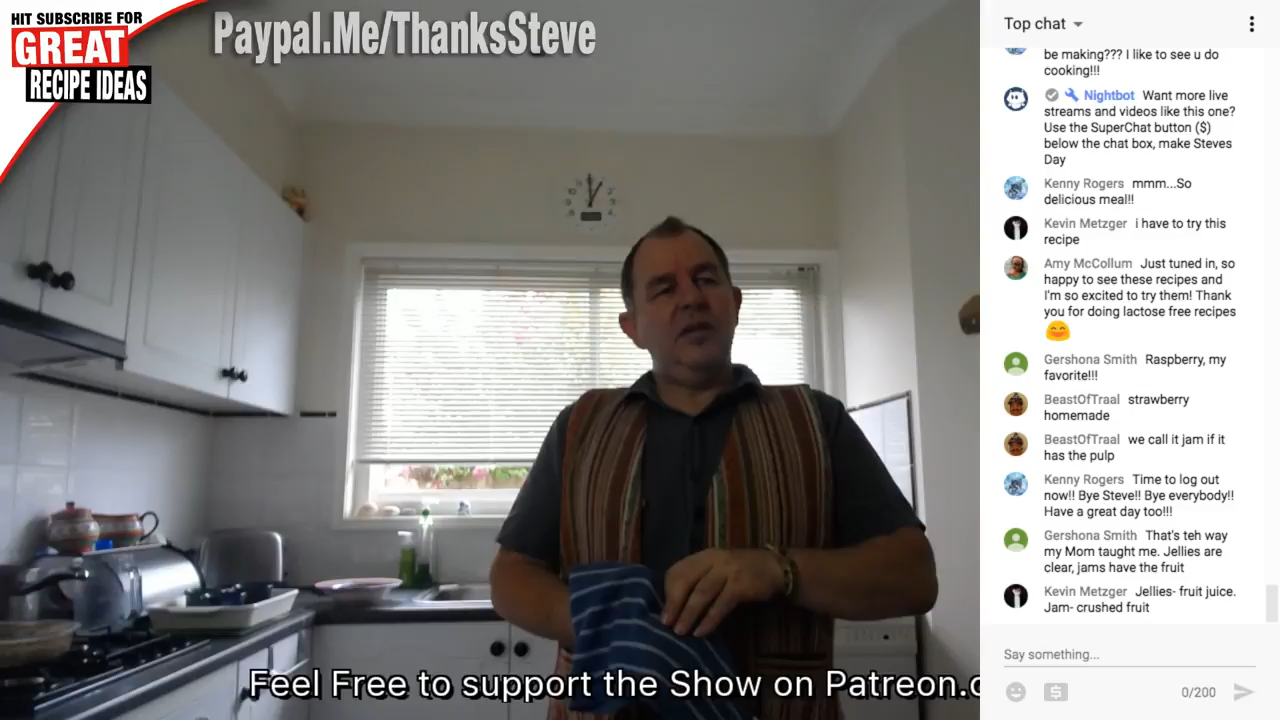 HIT SUBSCRIBE FOR
GREAT
RECIPE IDEAS
Paypal.Me/ThanksSteve
Feel Free to support the Show on Patreon.c
Top chat
be making??? I like to see u do
cooking!!!
Nightbot Want more live
streams and videos like this one?
Use the SuperChat button ($)
below the chat box, make Steves
Day
Kenny Rogers mmm...So
delicious meal!!
Kevin Metzger i have to try this
recipe
Amy McCollum Just tuned in, so
happy to see these recipes and
I'm so excited to try them! Thank
you for doing lactose free recipes
Gershona Smith Raspberry, my
favorite!!!
BeastOfTraal strawberry
homemade
BeastOfTraal we call it jam if it
has the pulp
Kenny Rogers Time to log out
now!! Bye Steve!! Bye everybody!!
Have a great day too!!!
Gershona Smith That's teh way
my Mom taught me. Jellies are
clear, jams have the fruit
Kevin Metzger Jellies- fruit juice.
Jam- crushed fruit
Say something...
0/200